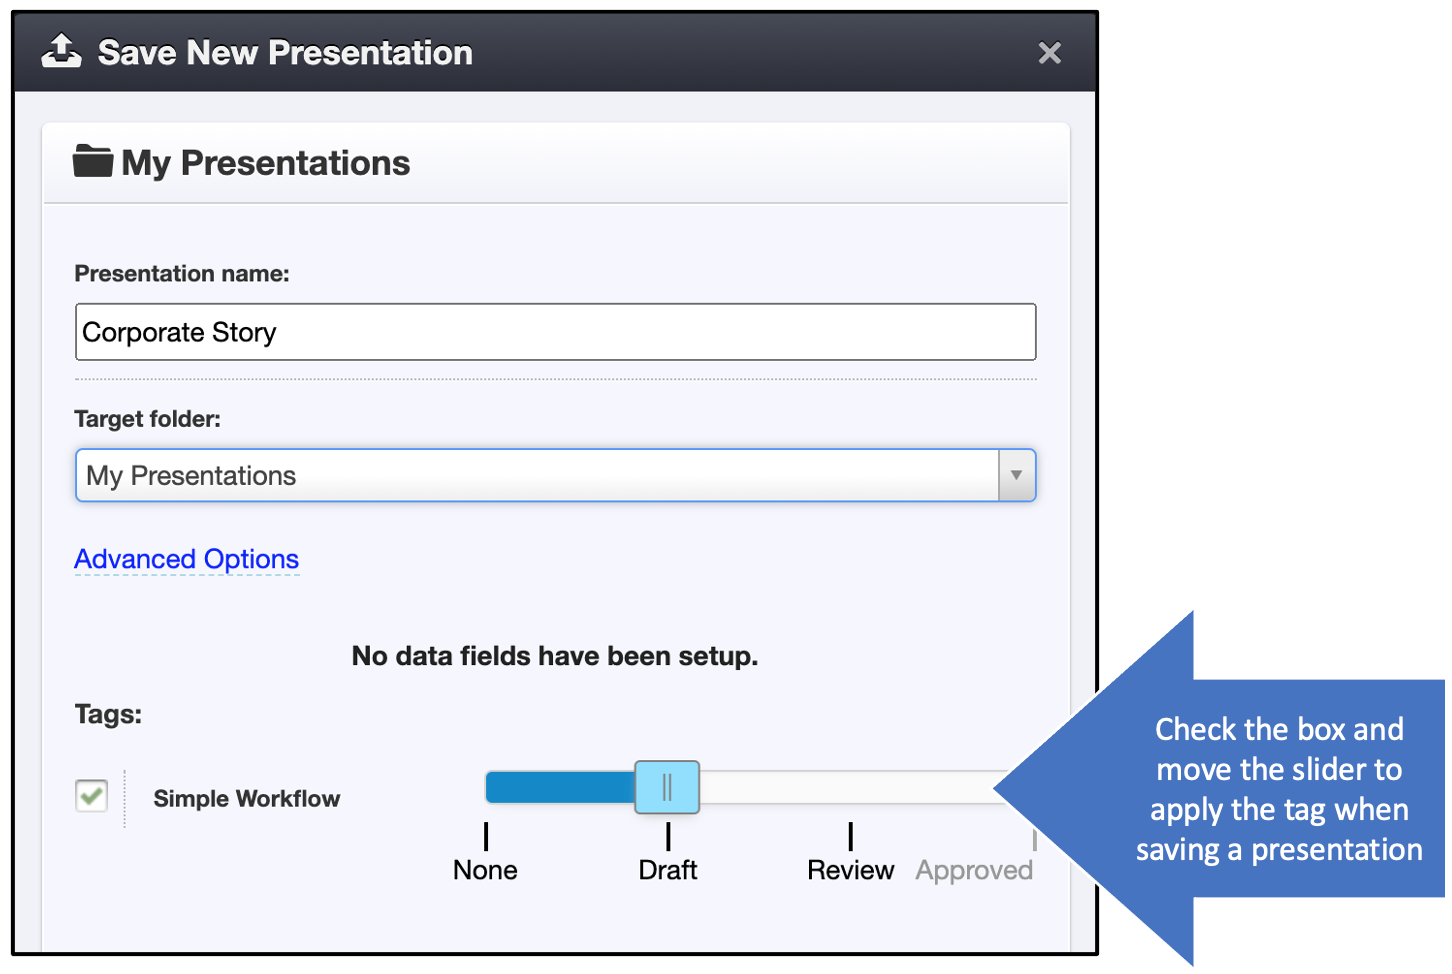 Save New Presentation
My Presentations
Presentation name:
Corporate Story
Target folder:
My Presentations
Advanced Options
No data fields have been setup.
Tags:
Simple Workflow
None Draft Review Approved
Check the box and
move the slider to
apply the tag when
saving a presentation